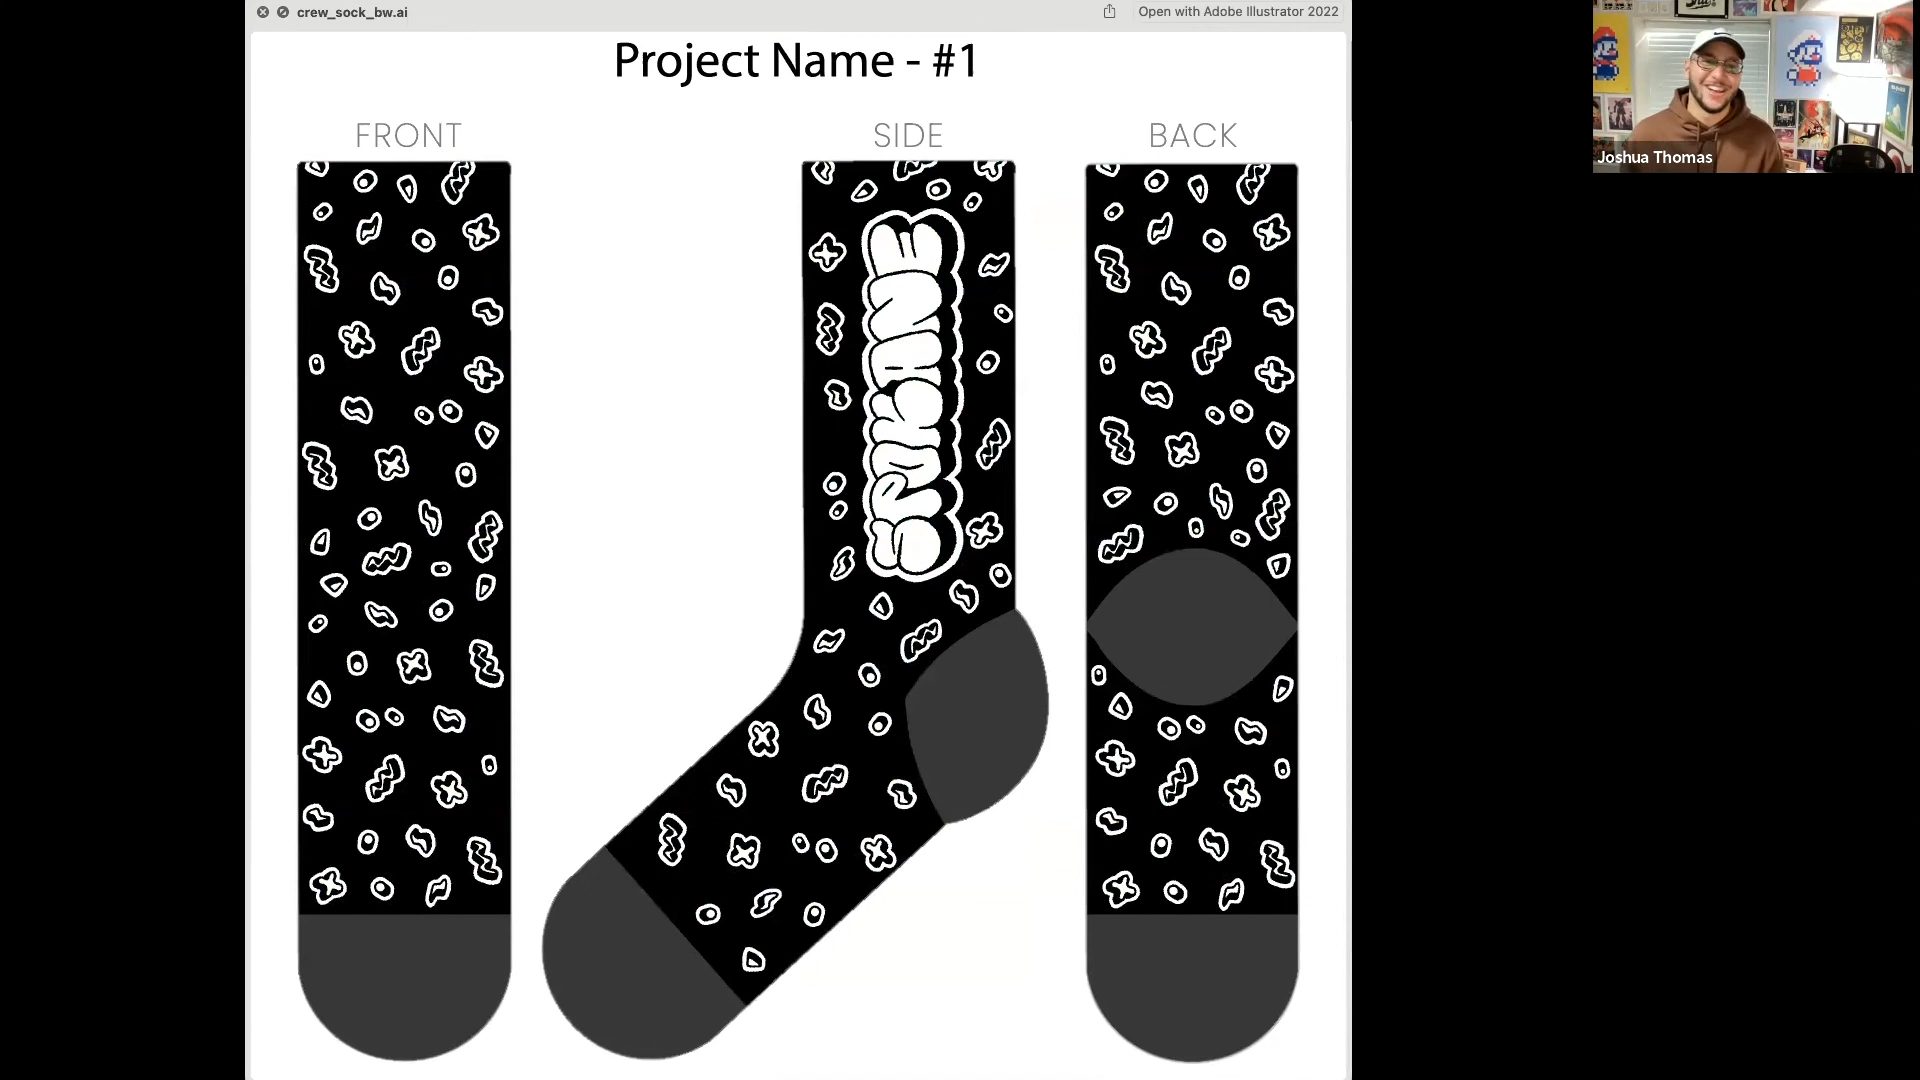 crew_sock_bw.ai
Open with Adobe Illustrator 2022
Project Name - #1
FRONT
SIDE
BACK
Joshua Thomas